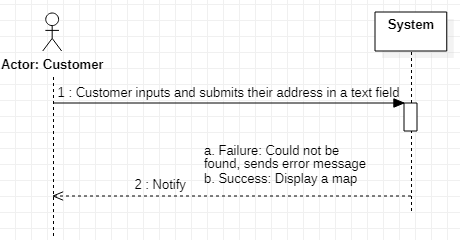 System
Actor: Customer
1 : Customer inputs and submits their address in a text field
a. Failure: Could not be
found, sends error message
b. Success: Display a map
2 : Notify